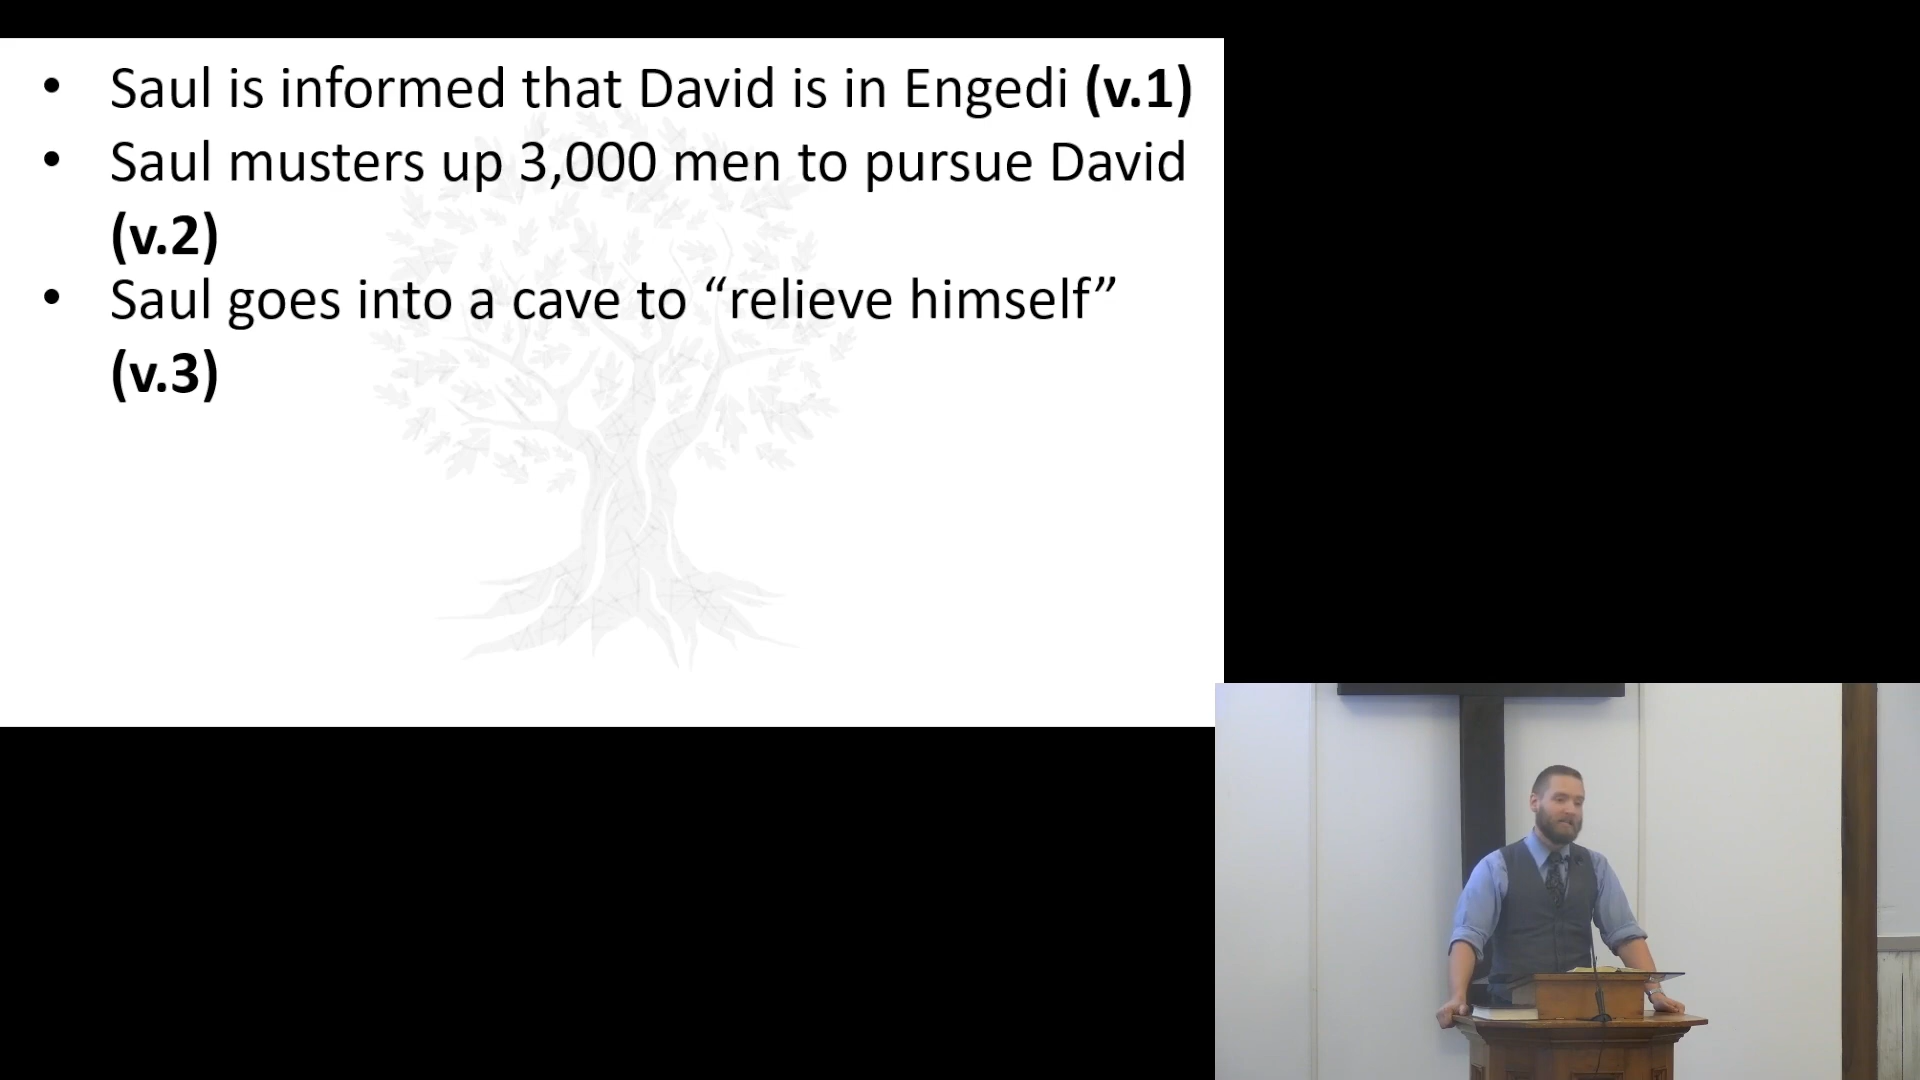 • Saul is informed that David is in Engedi (v.1)
• Saul musters up 3,000 men to pursue David
(v.2)
• Saul goes into a cave to “relieve himself”
(v.3)